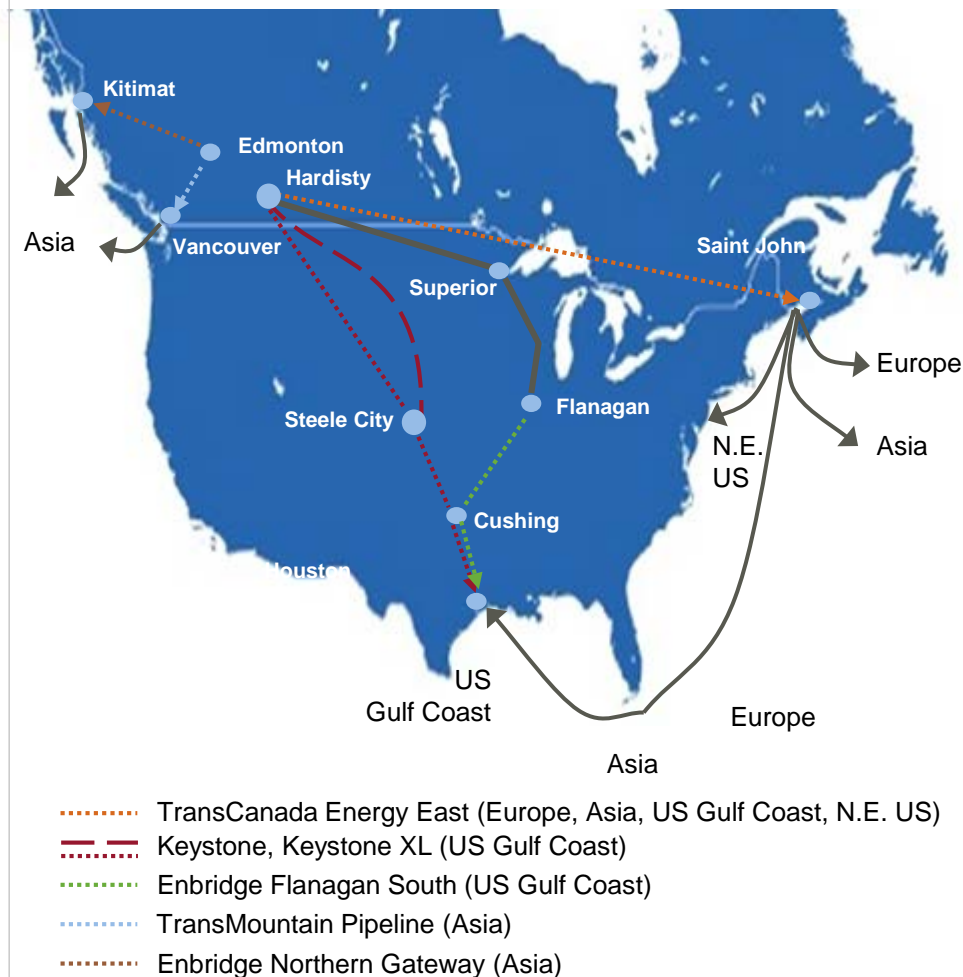 Kitimat
Edmonton
Hardisty
Asia
Vancouver
Saint John
Superior
Europe
Steele City
Flanagan
N.E.
US
Asia
Cushing
Houston
US
Gulf Coast
Europe
Asia
TransCanada Energy East (Europe, Asia, US Gulf Coast, N.E. US)
Keystone, Keystone XL (US Gulf Coast)
Enbridge Flanagan South (US Gulf Coast)
TransMountain Pipeline (Asia)
Enbridge Northern Gateway (Asia)